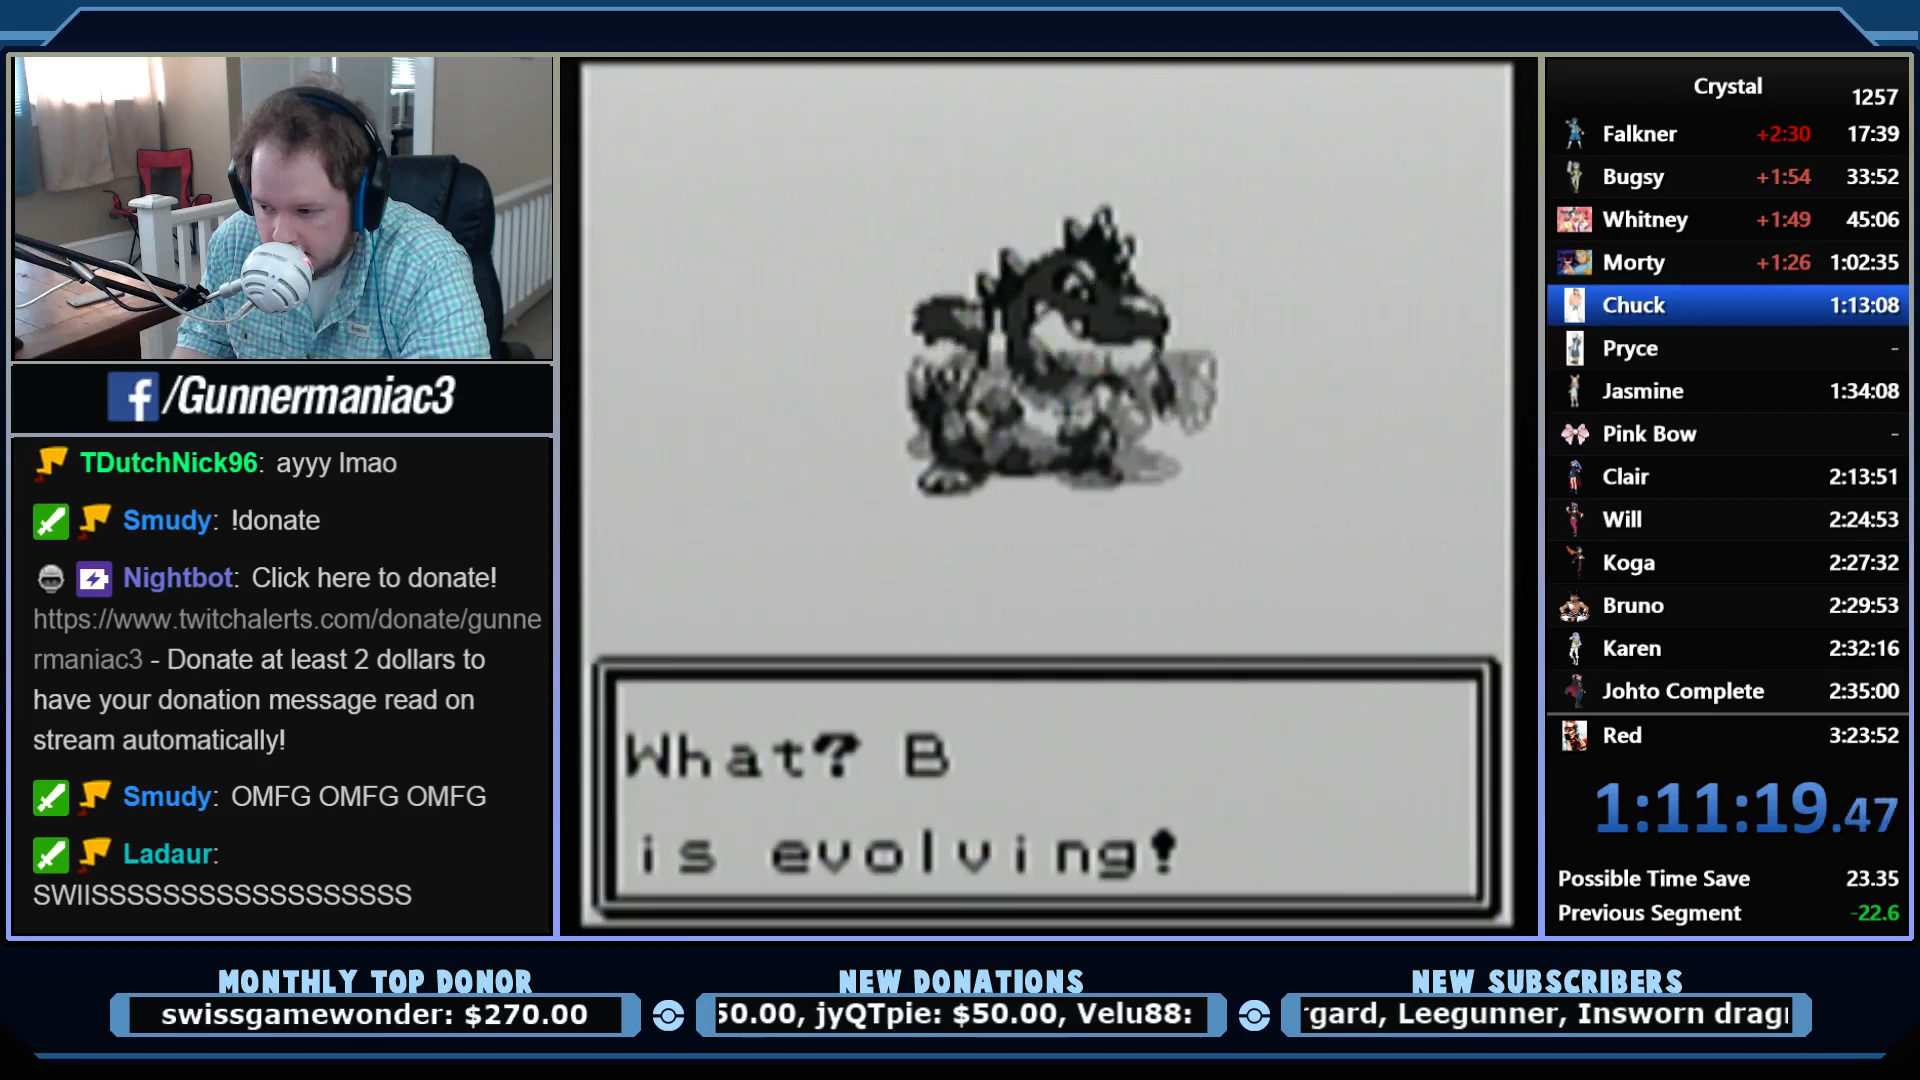 /Gunnermaniac3
TDutchNick96: ayyy lmao
Smudy: !donate
Nightbot: Click here to donate!
https://www.twitchalerts.com/donate/gunne
rmaniac3 - Donate at least 2 dollars to
have your donation message read on
stream automatically!
Smudy: OMFG OMFG OMFG
Ladaur:
SWIISSSSSSSSSSSSSSSSSS
What? B
is evolving!
Crystal 1257
Falkner +2:30 17:39
Bugsy +1:54 33:52
Whitney +1:49 45:06
Morty +1:26 1:02:35
Chuck 1:13:08
Pryce -
Jasmine 1:34:08
Pink Bow -
Clair 2:13:51
Will 2:24:53
Koga 2:27:32
Bruno 2:29:53
Karen 2:32:16
Johto Complete 2:35:00
Red 3:23:52
1:11:19.47
Possible Time Save 23.35
Previous Segment -22.6
MONTHLY TOP DONOR
swissgamewonder: $270.00
NEW DONATIONS
50.00, jyQTpie: $50.00, Velu88:
NEW SUBSCRIBERS
rgard, Leegunner, Insworn drag